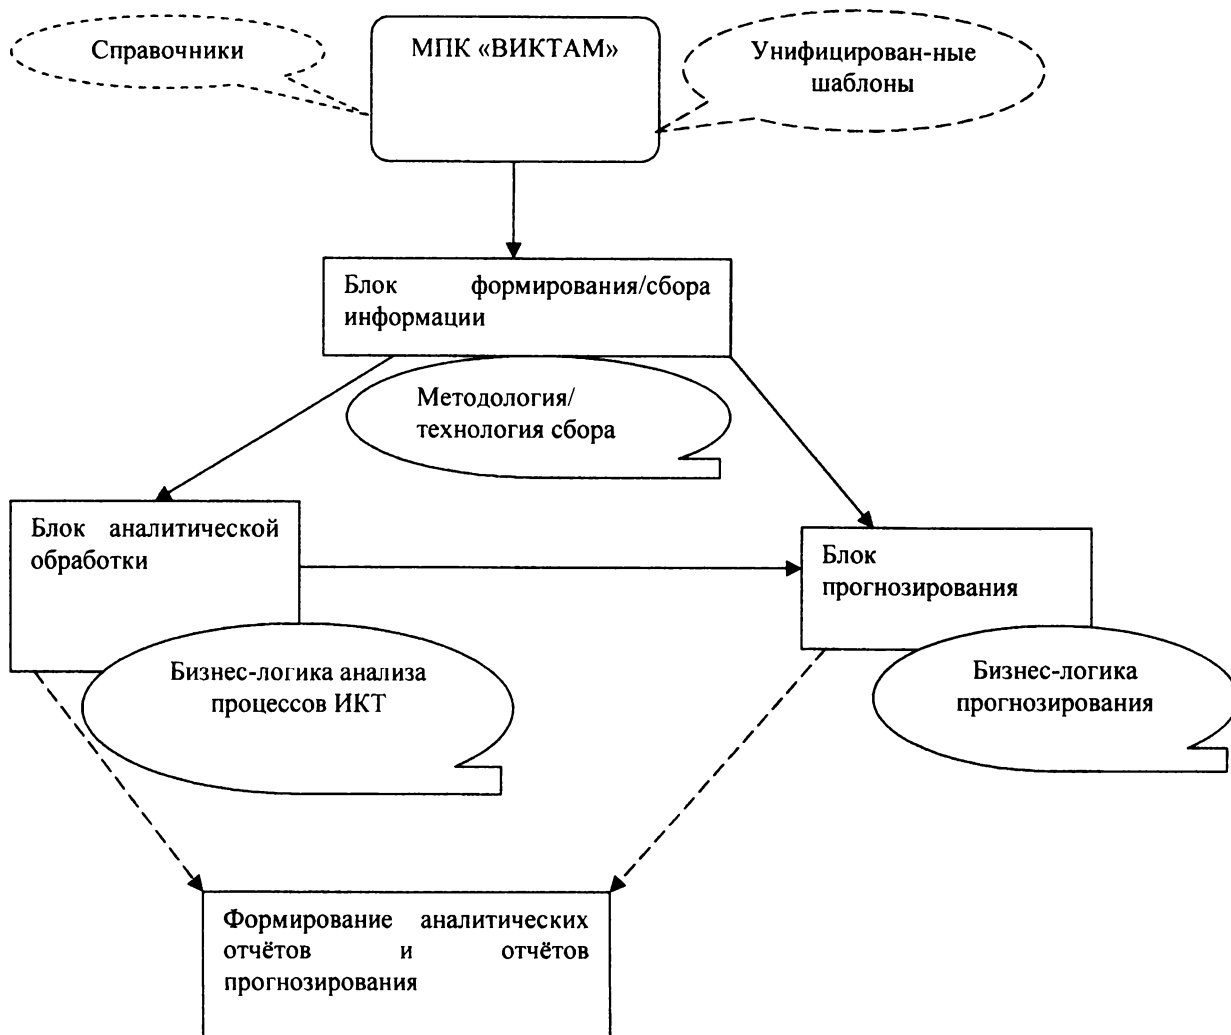 Справочники
МПК «ВИКТАМ»
Унифицирован-ные
шаблоны
Блок формирования/сбора
информации
Методология/
технология сбора
Блок аналитической
обработки
Блок
прогнозирования
Бизнес-логика анализа
процессов ИКТ
Бизнес-логика
прогнозирования
Формирование аналитических
отчётов и отчётов
прогнозирования